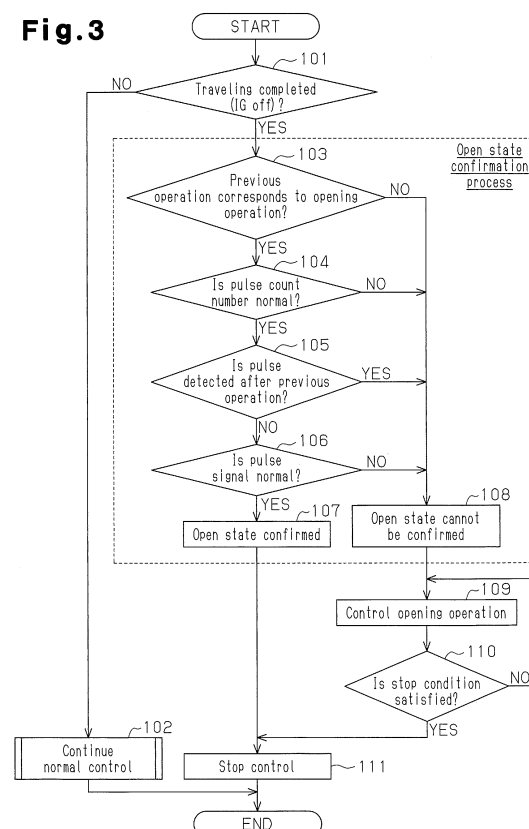 Fig.3
START
101
NO
Traveling completed
(IG off)?
YES
103
Open state
confirmation
process
Previous
operation corresponds to opening
operation?
NO
YES
104
Is pulse count
number normal?
NO
YES
105
Is pulse
detected after previous
operation?
YES
NO
106
Is pulse
signal normal?
NO
YES
107
Open state confirmed
108
Open state cannot
be confirmed
109
Control opening operation
110
Is stop condition
satisfied?
NO
YES
102
Continue
normal control
Stop control
111
END